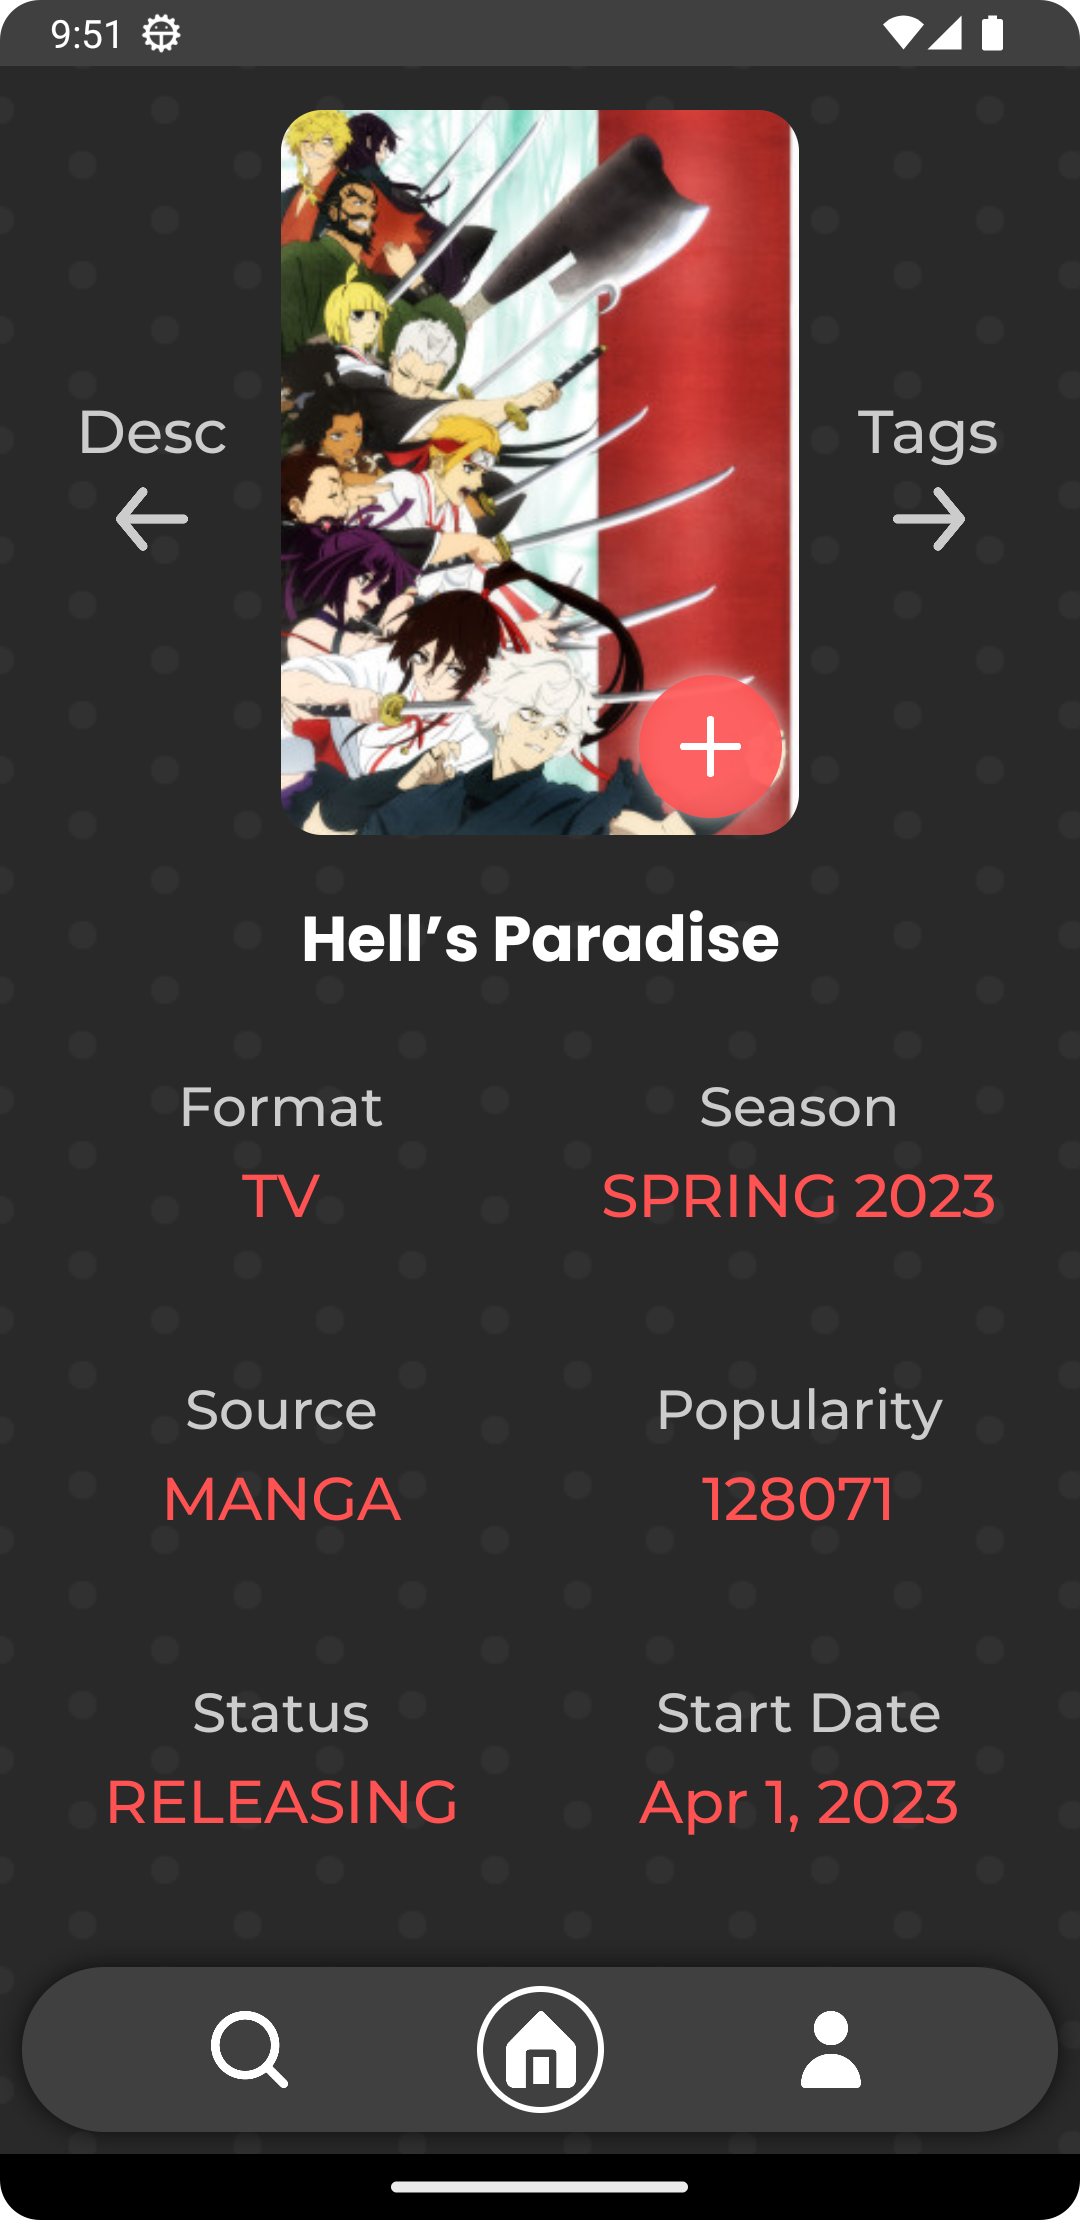 9:51
Desc
Tags
Hell’s Paradise
Format
Season
TV
SPRING 2023
Source
Popularity
MANGA
128071
Status
Start Date
RELEASING
Apr 1, 2023